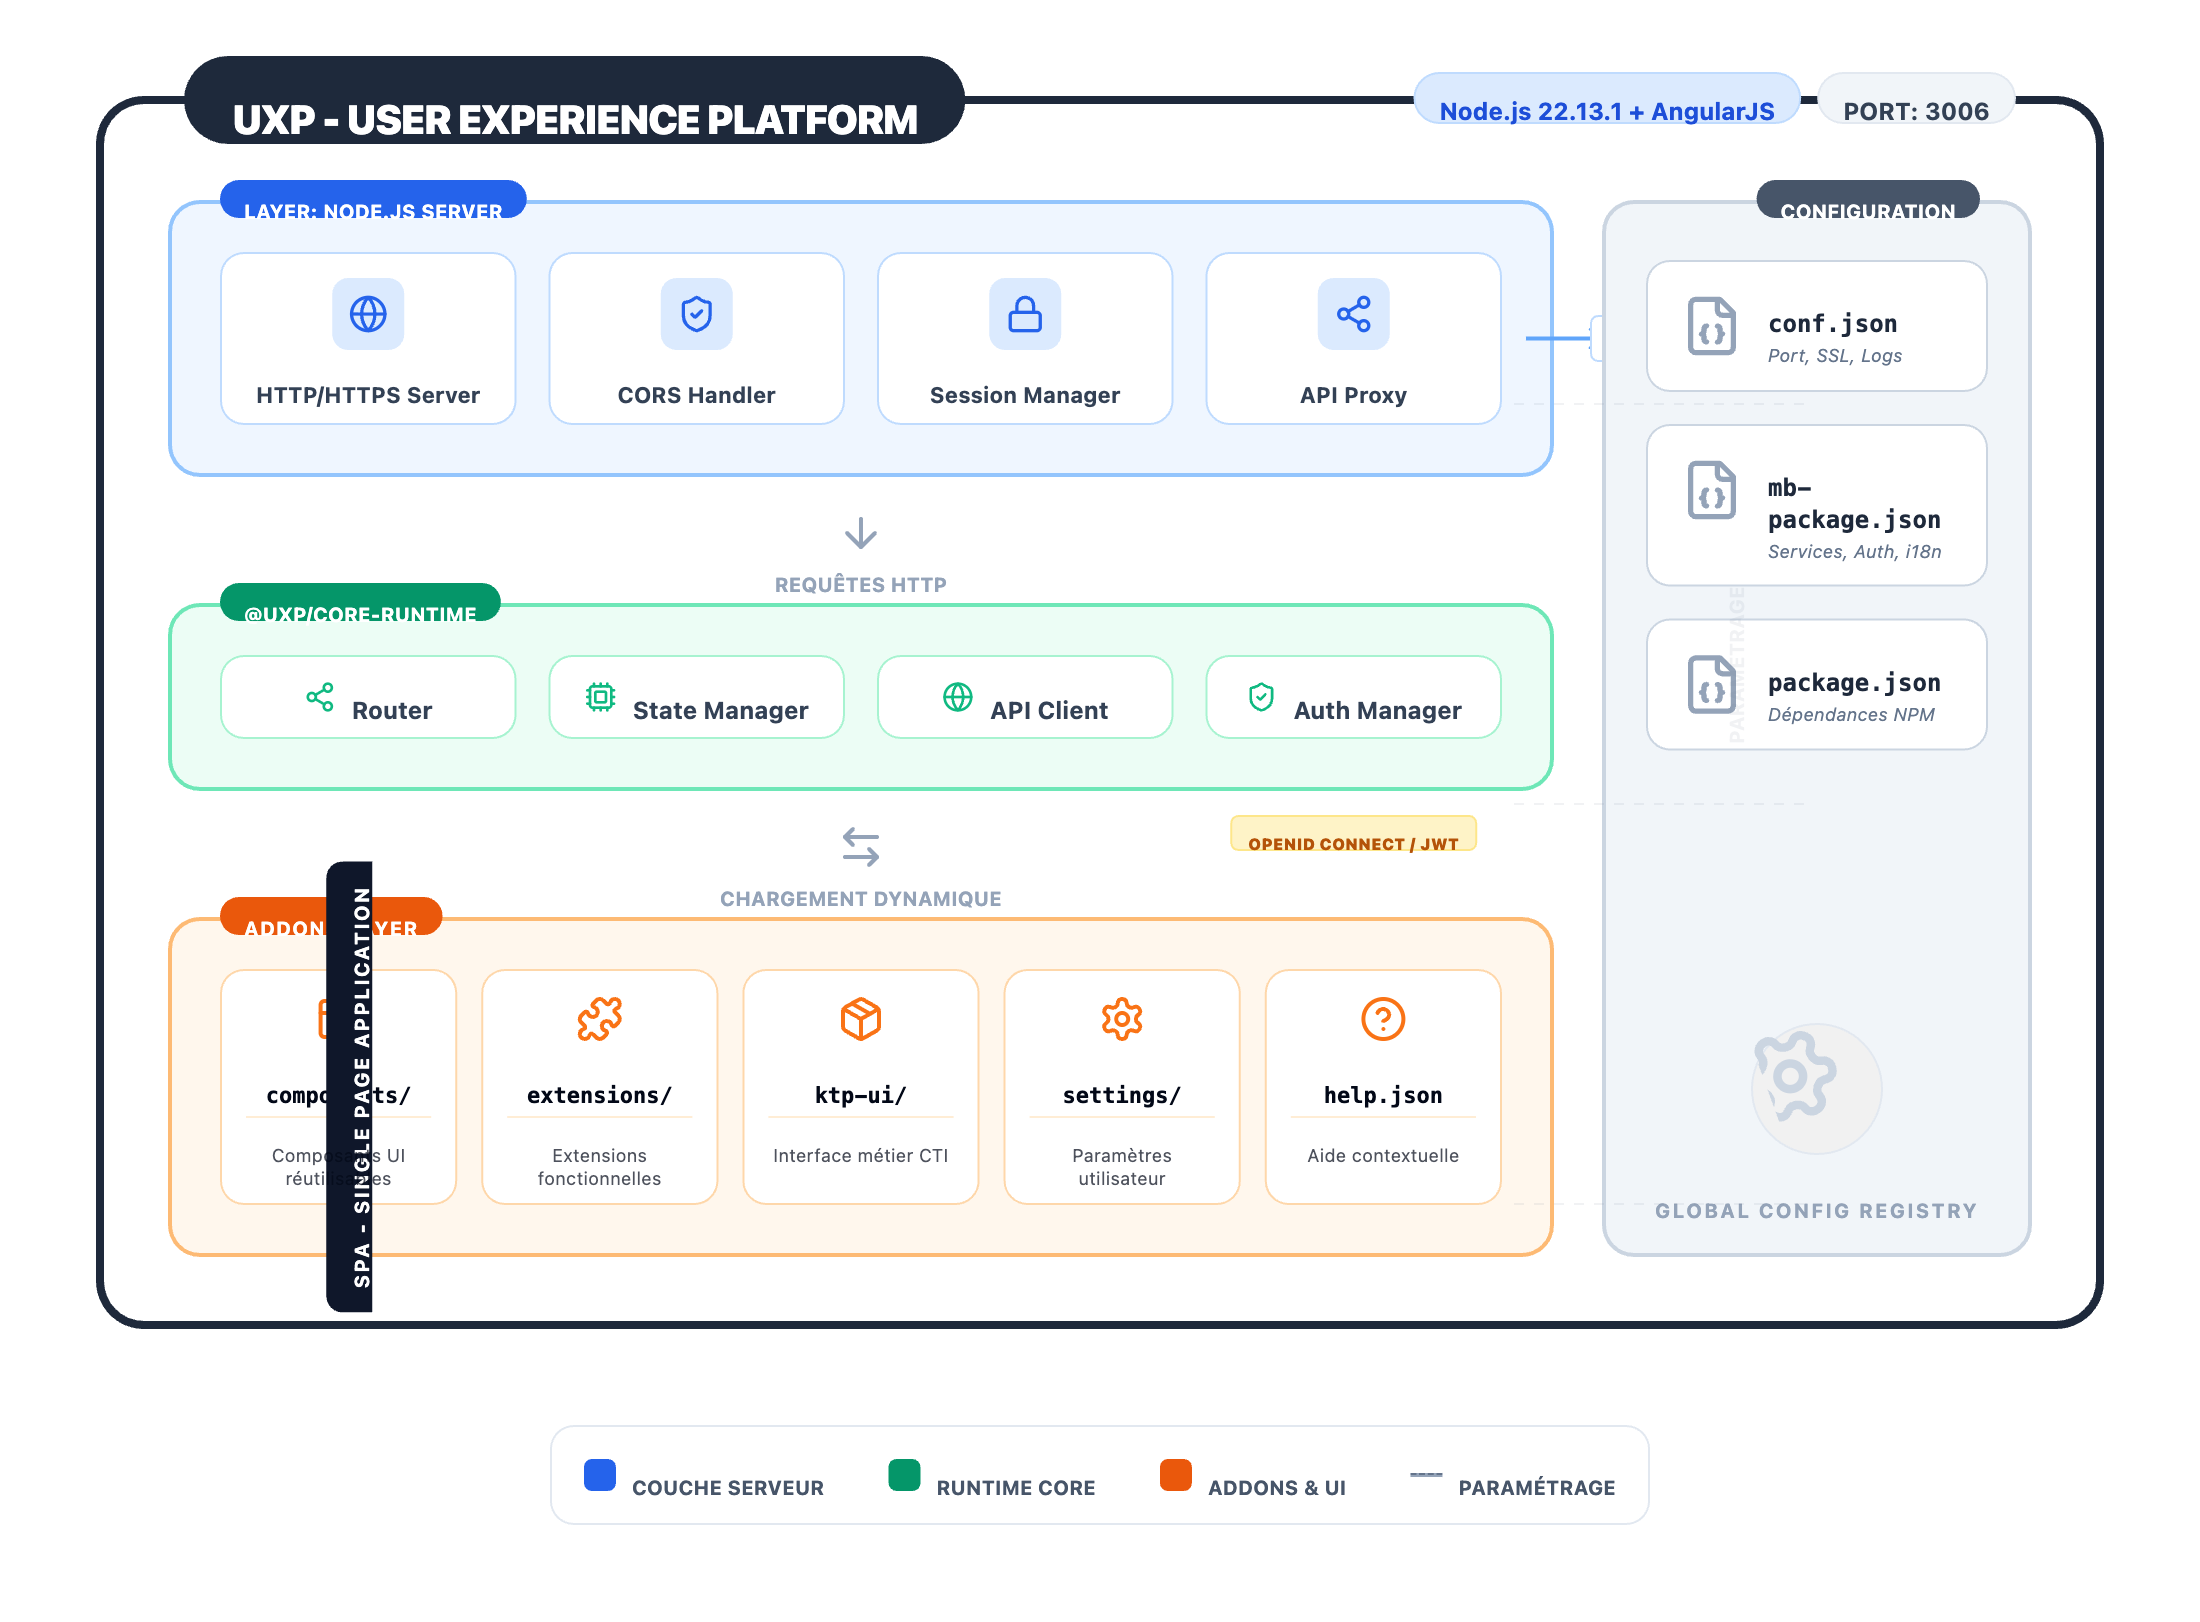 UXP - USER EXPERIENCE PLATFORM
Node.js 22.13.1 + AngularJS
PORT: 3006
LAYER: NODE.JS SERVER
HTTP/HTTPS Server
CORS Handler
Session Manager
API Proxy
CONFIGURATION
conf.json
Port, SSL, Logs
mb-
package.json
Services, Auth, i18n
package.json
Dépendances NPM
PARAMÉTRAGE
REQUÊTES HTTP
@UXP/CORE-RUNTIME
Router
State Manager
API Client
Auth Manager
OPENID CONNECT / JWT
CHARGEMENT DYNAMIQUE
SPA - SINGLE PAGE APPLICATION
extensions/
Extensions
fonctionnelles
ktp-ui/
Interface métier CTI
settings/
Paramètres
utilisateur
help.json
Aide contextuelle
GLOBAL CONFIG REGISTRY
COUCHE SERVEUR
RUNTIME CORE
ADDONS & UI
PARAMÉTRAGE